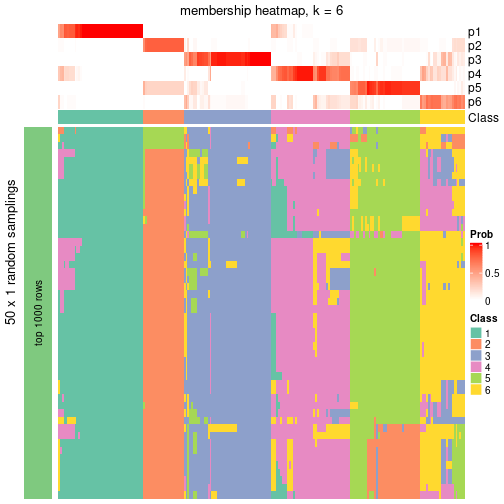 membership heatmap, k = 6
p1
p2
p3
p4
p5
p6
Class
50 x 1 random samplings
top 1000 rows
Prob
1
0.5
0
Class
1
2
3
4
5
6